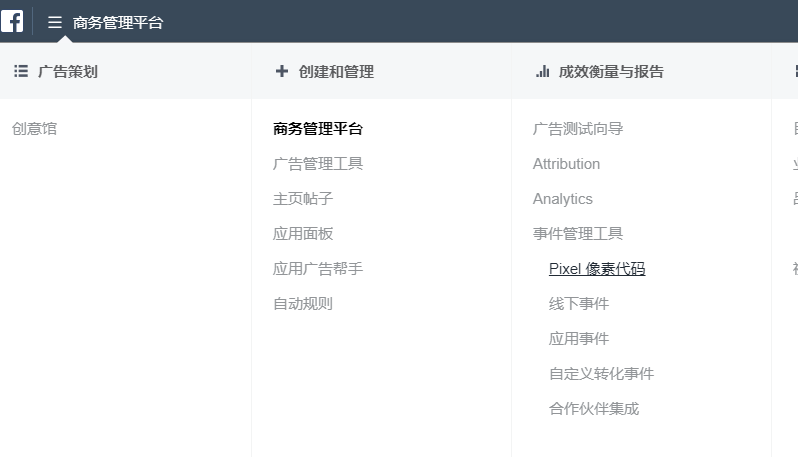 商务管理平台
广告策划
创意馆
创建和管理
商务管理平台
广告管理工具
主页帖子
应用面板
应用广告帮手
自动规则
成效衡量与报告
广告测试向导
Attribution
Analytics
事件管理工具
Pixel 像素代码
线下事件
应用事件
自定义转化事件
合作伙伴集成